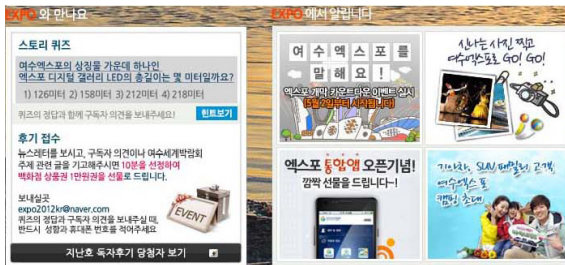 EXPO 와 만나요
스토리 퀴즈
여수엑스포의 상징물 가운데 하나인
엑스포 디지털 갤러리 LED의 총길이는 몇 미터일까요?
1) 126미터 2) 158미터 3) 212미터 4) 218미터
퀴즈의 정답과 함께 구독자 의견을 보내주세요!
힌트보기
후기 접수
뉴스레터를 보시고, 구독자 의견이나 여수세계박람회
주제 관련 글을 기고해주시면 10분을 선정하여
백화점 상품권 1만원권을 선물로 드립니다.
보내실곳
expo2012kr@naver.com
퀴즈의 정답과 구독자 의견을 보내주실 때,
반드시 성함과 휴대폰 번호를 적어주세요
EVENT
지난호 독자후기 당첨자 보기
EXPO 에서 알립니다
여수엑스포를
말해요!
엑스포 개막 카운트다운 이벤트 실시
(5월 2일부터 시작됩니다)
신나는 사진 찍고
여수엑스포로 GO! GO!
엑스포 통합앱 오픈기념!
깜짝 선물을 드립니다~!
기아차, SUV 패밀리 고객
여수엑스포
캠핑 초대